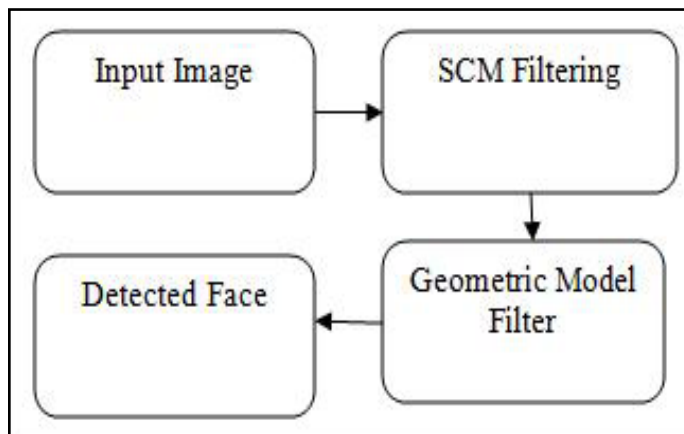 Input Image
SCM Filtering
Geometric Model
Filter
Detected Face